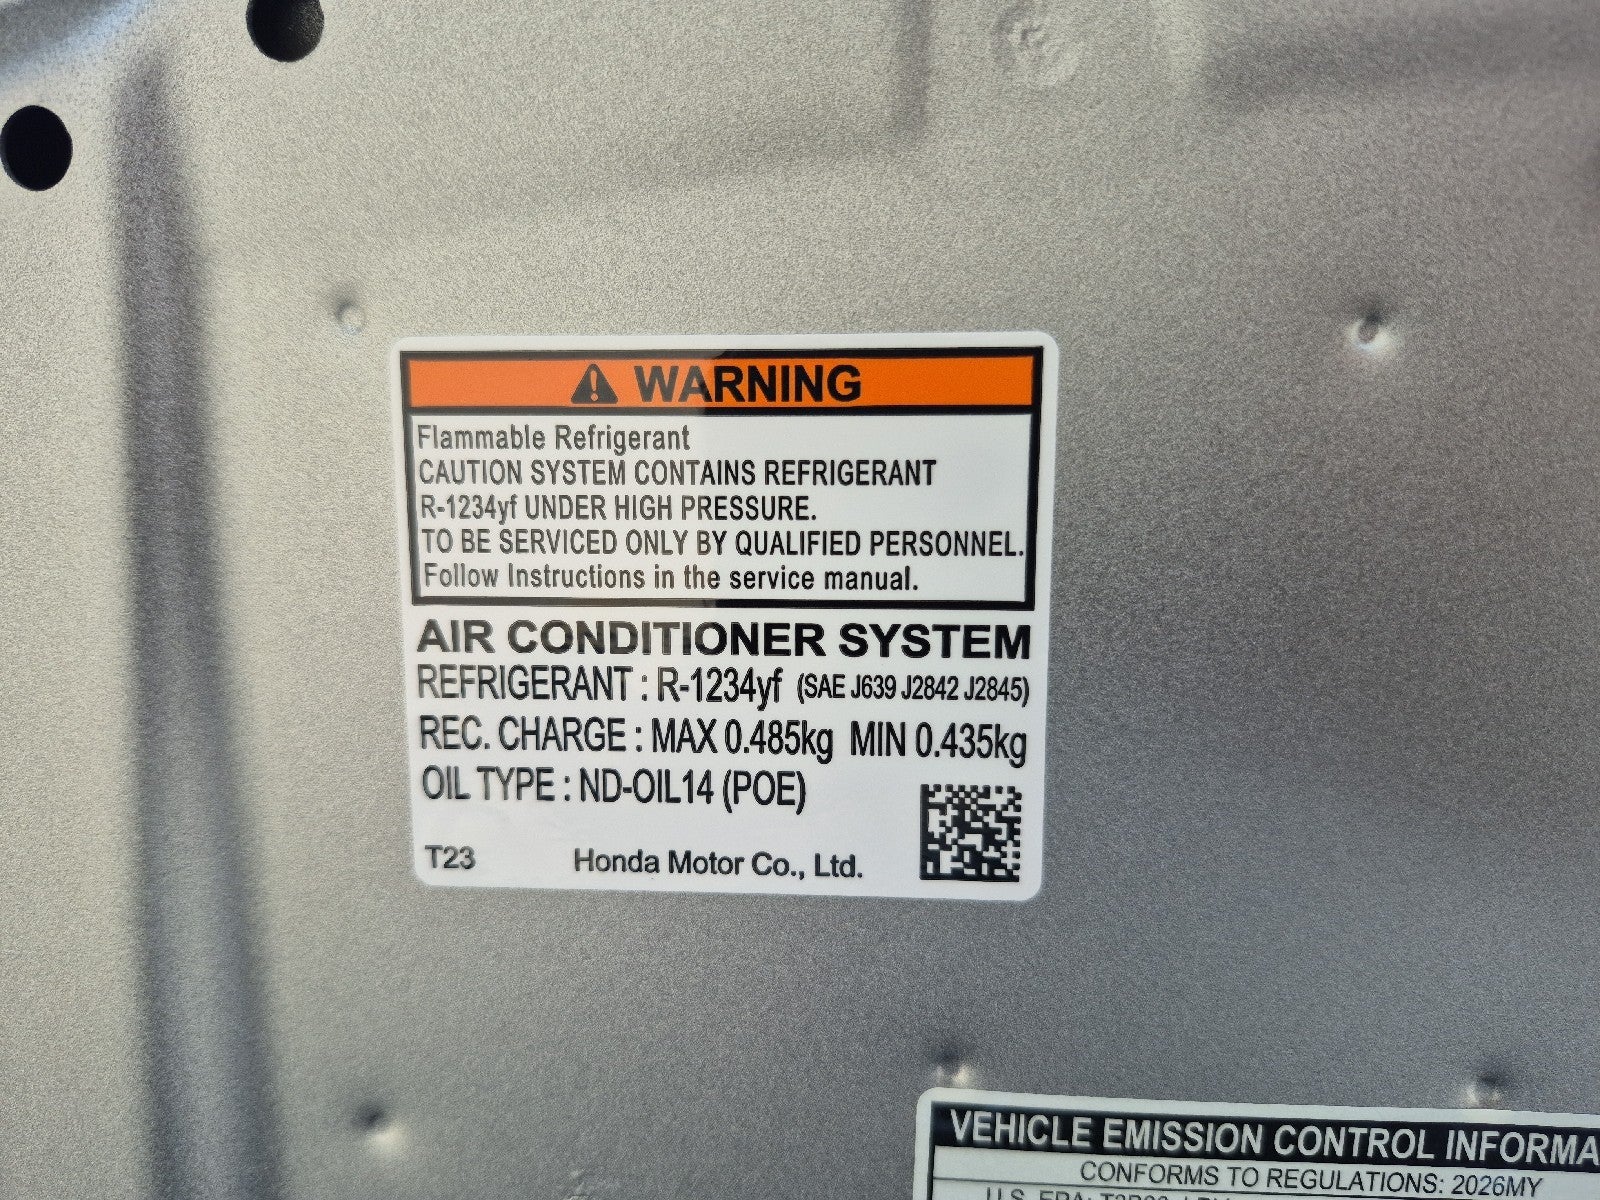 WARNING
Flammable Refrigerant
CAUTION SYSTEM CONTAINS REFRIGERANT
R-1234yf UNDER HIGH PRESSURE.
TO BE SERVICED ONLY BY QUALIFIED PERSONNEL.
Follow Instructions in the service manual.
AIR CONDITIONER SYSTEM
REFRIGERANT : R-1234yf (SAE J639 J2842 J2845)
REC. CHARGE : MAX 0.485kg MIN 0.435kg
OIL TYPE : ND-OIL14 (POE)
T23 Honda Motor Co., Ltd.
VEHICLE EMISSION CONTROL INFORMA
CONFORMS TO REGULATIONS: 2026MY
U.S. EPA: